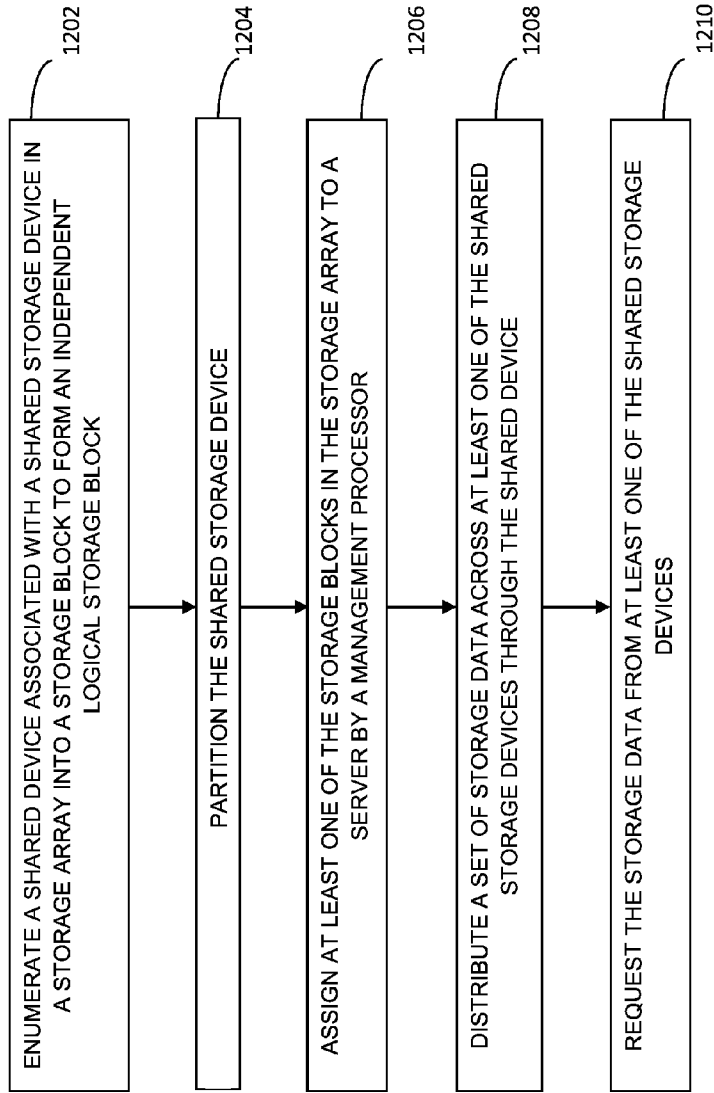 ENUMERATE A SHARED DEVICE ASSOCIATED WITH A SHARED STORAGE DEVICE IN
A STORAGE ARRAY INTO A STORAGE BLOCK TO FORM AN INDEPENDENT
LOGICAL STORAGE BLOCK
1202
PARTITION THE SHARED STORAGE DEVICE
1204
ASSIGN AT LEAST ONE OF THE STORAGE BLOCKS IN THE STORAGE ARRAY TO A
SERVER BY A MANAGEMENT PROCESSOR
1206
DISTRIBUTE A SET OF STORAGE DATA ACROSS AT LEAST ONE OF THE SHARED
STORAGE DEVICES THROUGH THE SHARED DEVICE
1208
REQUEST THE STORAGE DATA FROM AT LEAST ONE OF THE SHARED STORAGE
DEVICES
1210